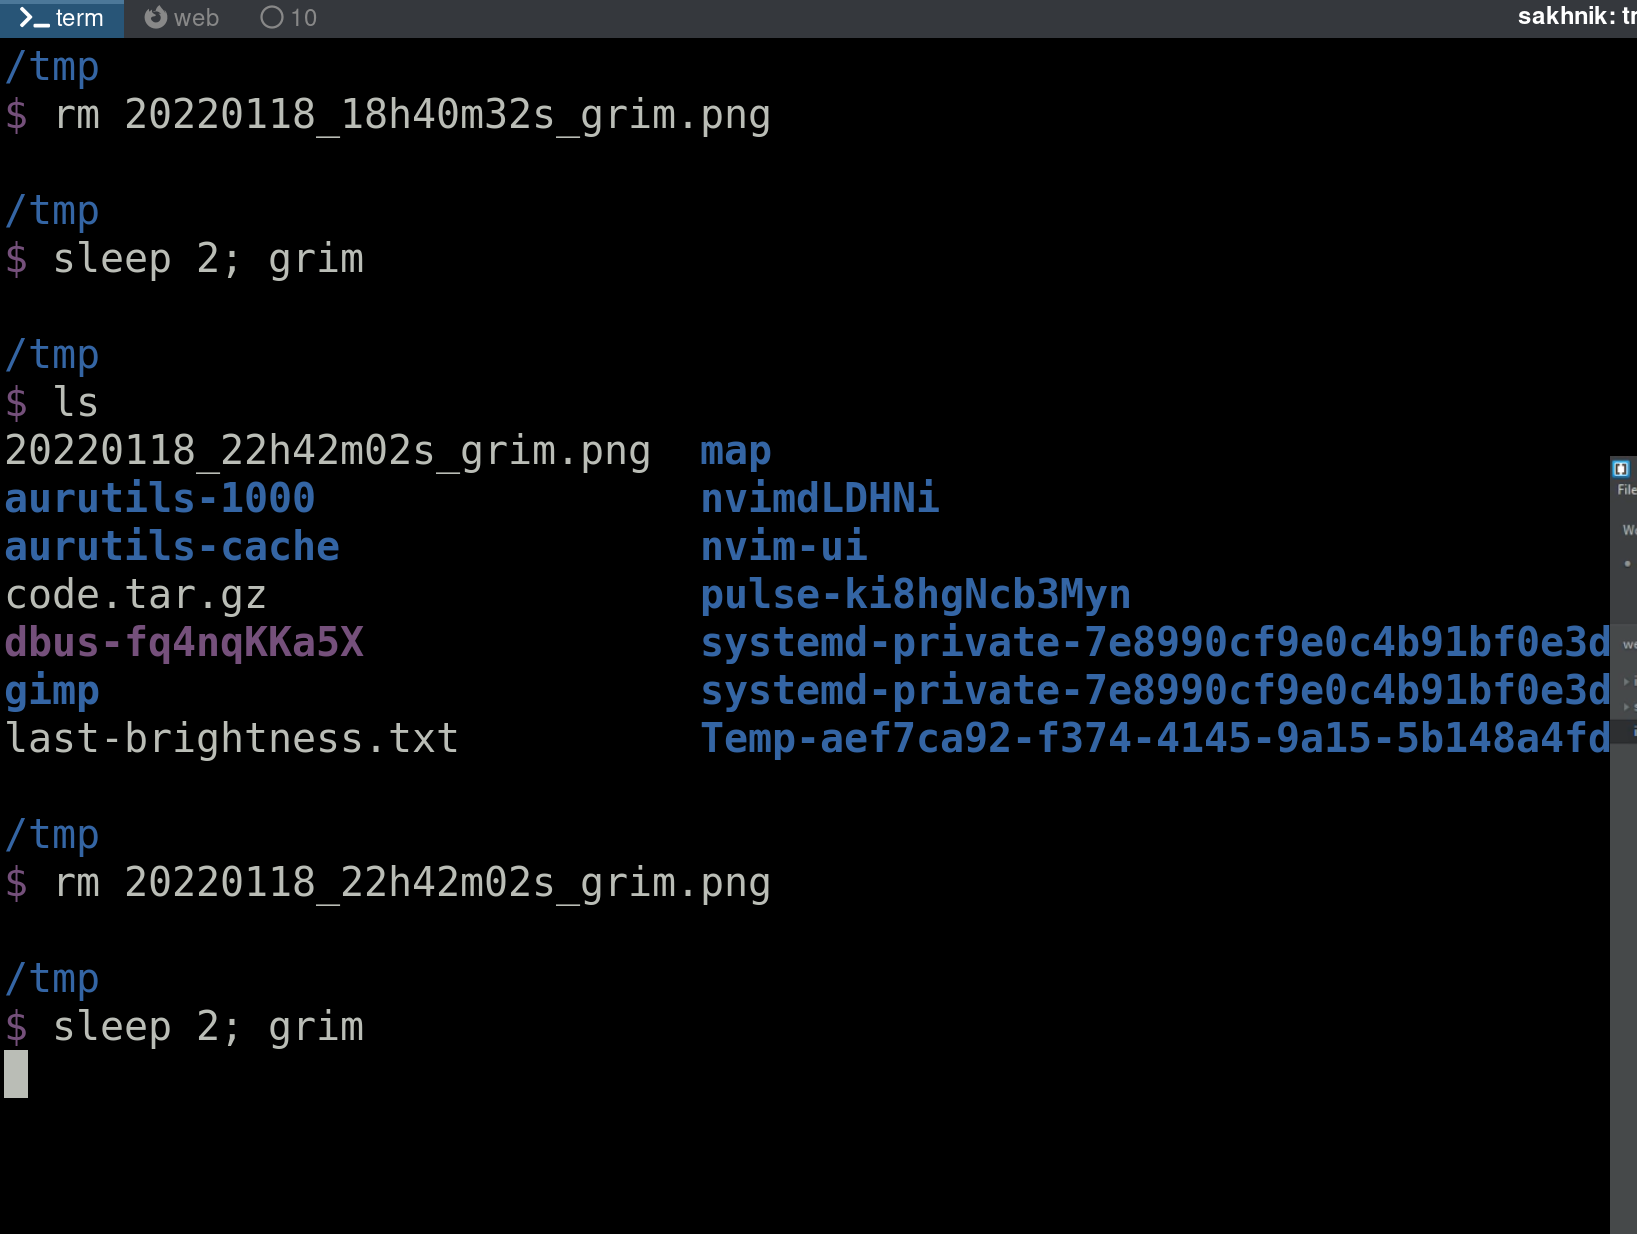 term web 10 sakhnik: tr
/tmp
$ rm 20220118_18h40m32s_grim.png
/tmp
$ sleep 2; grim
/tmp
$ ls
20220118_22h42m02s_grim.png map
aurutils-1000 nvimdLDHNi
aurutils-cache nvim-ui
code.tar.gz pulse-ki8hgNcb3Myn
dbus-fq4nqKKa5X systemd-private-7e8990cf9e0c4b91bf0e3d
gimp systemd-private-7e8990cf9e0c4b91bf0e3d
last-brightness.txt Temp-aef7ca92-f374-4145-9a15-5b148a4fd
/tmp
$ rm 20220118_22h42m02s_grim.png
/tmp
$ sleep 2; grim
File